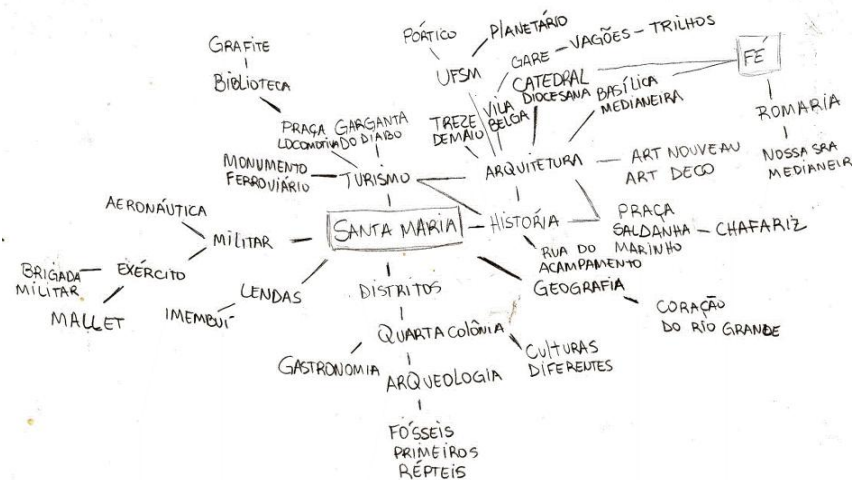 GRAFITE
BIBLIOTECA
PRAÇA
LOCOMOTIVA
GARGANTA
DO DIABO
MONUMENTO
FERROVIÁRIO
TURISMO
PÓRTICO
PLANETÁRIO
UFSM
TREZE
DE MAIO
VILA
BELGA
GARE – VAGÕES – TRILHOS
CATEDRAL
DIOCESANA
BASÍLICA
MEDIANEIRA
FÉ
ROMARIA
NOSSA SRA
MEDIANEIR
ARQUITETURA
ART NOUVEAU
ART DECO
AERONÁUTICA
MILITAR
EXÉRCITO
BRIGADA
MILITAR
MALLET
SANTA MARIA
HISTÓRIA
PRAÇA
SALDANHA
MARINHO
CHAFARIZ
RUA DO
ACAMPAMENTO
LENDAS
IMEMBUÍ
DISTRITOS
GEOGRAFIA
CORAÇÃO
DO RIO GRANDE
QUARTA COLÔNIA
GASTRONOMIA
CULTURAS
DIFERENTES
ARQUEOLOGIA
FÓSSEIS
PRIMEIROS
RÉPTEIS